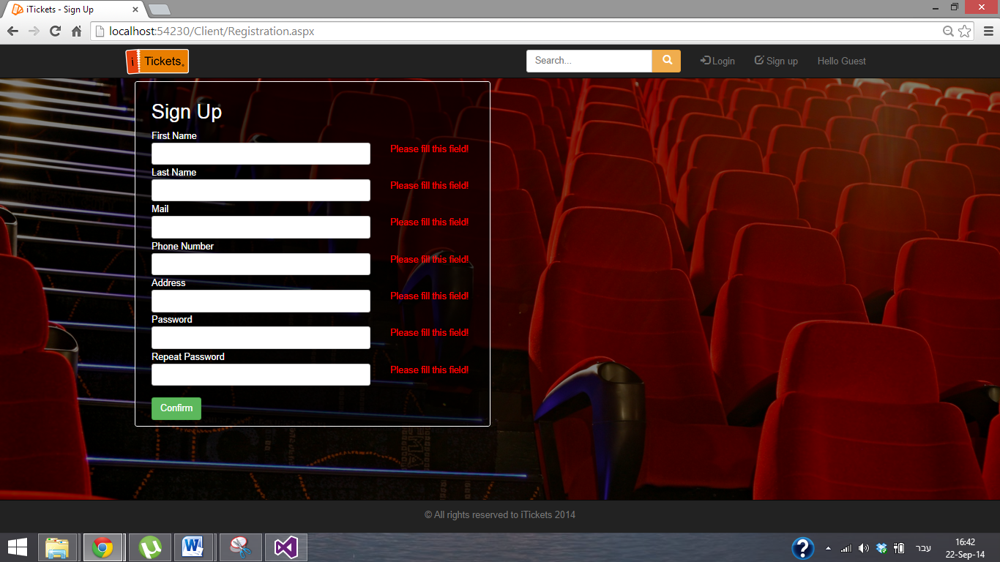 iTickets - Sign Up
localhost:54230/Client/Registration.aspx
i Tickets.
Search...
Login
Sign up
Hello Guest
Sign Up
First Name
Please fill this field!
Last Name
Please fill this field!
Mail
Please fill this field!
Phone Number
Please fill this field!
Address
Please fill this field!
Password
Please fill this field!
Repeat Password
Please fill this field!
Confirm
© All rights reserved to iTickets 2014
עבר
16:42
22-Sep-14